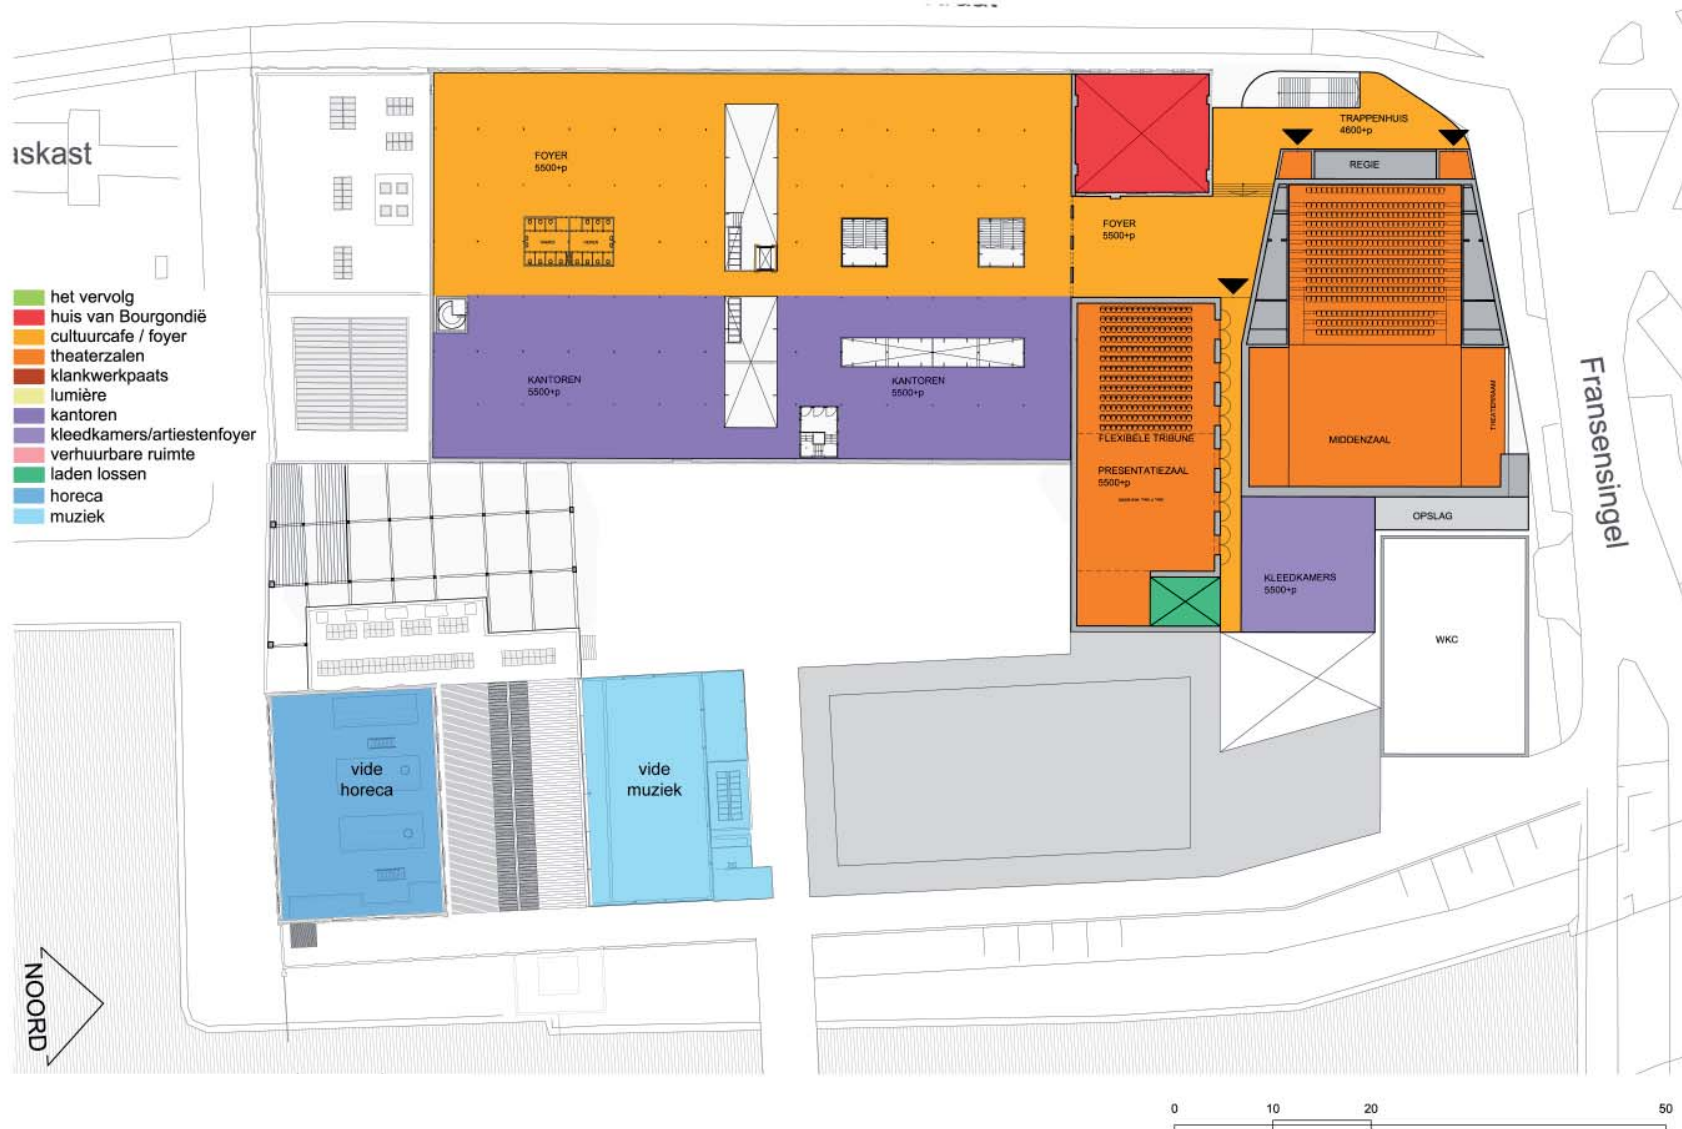 askast
FOYER
5500+p
TRAPPENHUIS
4600+p
REGIE
FOYER
5500+p
het vervolg
huis van Bourgondië
cultuurcafe / foyer
theaterzalen
klankwerkpaats
lumière
kantoren
kleedkamers/artiestenfoyer
verhuurbare ruimte
laden lossen
horeca
muziek
KANTOREN
5500+p
KANTOREN
5500+p
FLEXIBELE TRIBUNE
PRESENTATIEZAAL
5500+p
MIDDENZAAL
THEATERRAAM
Fransensingel
OPSLAG
KLEEDKAMERS
5500+p
WKC
vide
horeca
vide
muziek
NOORD
0 10 20 50